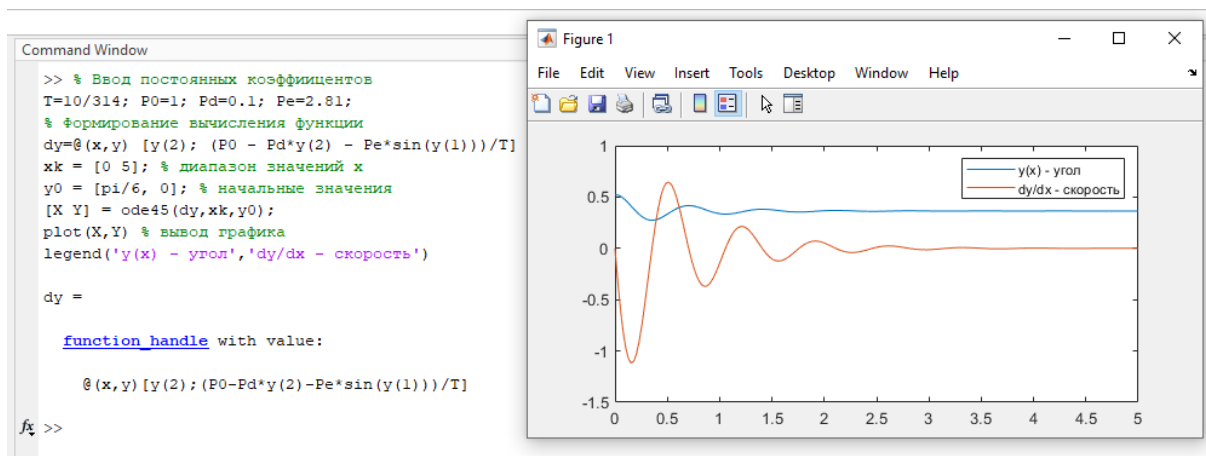 Command Window
>> % Ввод постоянных коэффиицентов
T=10/314; P0=1; Pd=0.1; Pe=2.81;
% Формирование вычисления функции
dy=@(x,y) [y(2); (P0 - Pd*y(2) - Pe*sin(y(1)))/T]
xk = [0 5]; % диапазон значений x
y0 = [pi/6, 0]; % начальные значения
[X Y] = ode45(dy,xk,y0);
plot(X,Y) % вывод графика
legend('y(x) - угол','dy/dx - скорость')
dy =
function_handle with value:
@(x,y)[y(2);(P0-Pd*y(2)-Pe*sin(y(1)))/T]
fx >>
Figure 1
File Edit View Insert Tools Desktop Window Help
1
0.5
0
-0.5
-1
-1.5
0 0.5 1 1.5 2 2.5 3 3.5 4 4.5 5
y(x) - угол
dy/dx - скорость